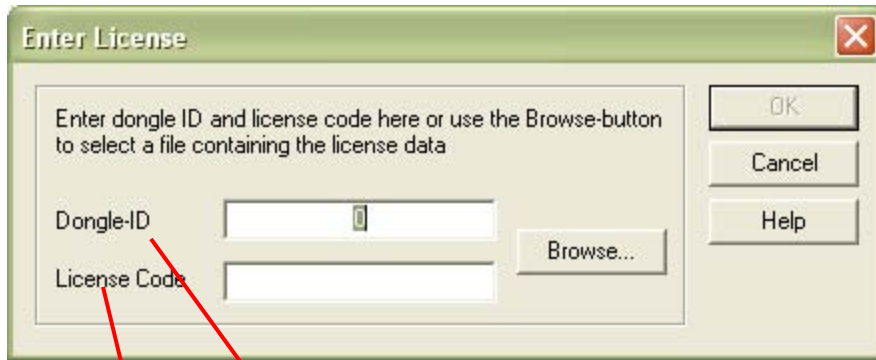 Enter License
Enter dongle ID and license code here or use the Browse-button
to select a file containing the license data
OK
Cancel
Help
Dongle-ID
0
Browse...
License Code